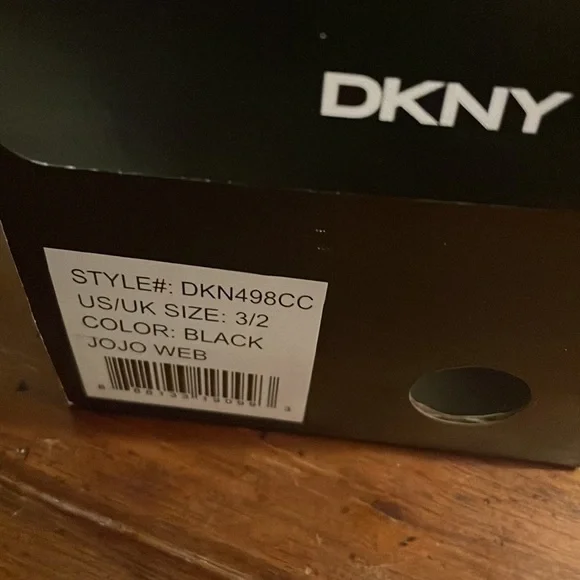 DKNY
STYLE#: DKN498CC
US/UK SIZE: 3/2
COLOR: BLACK
JOJO WEB